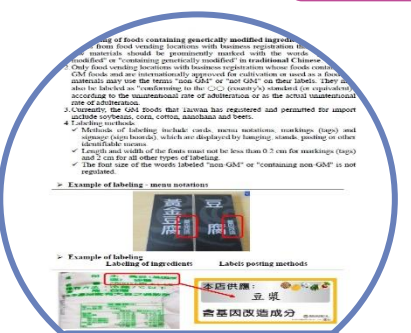 ng of foods containing genetically modified ingredie
from food vending locations with business registration th
materials should be prominently marked with the words
modified" or "containing genetically modified" in traditional Chinese
Only food vending locations with business registration whose foods conta
GM foods and are internationally approved for cultivation or used as a food
materials may use the terms "non-GM" or "not GM" on their labels. They m
also be labeled as "conforming to the ○○ (country's) standard (or equivalent)
according to the unintentional rate of adulteration or as the actual unintentional
rate of adulteration.
3. Currently, the GM foods that Taiwan has registered and permitted for import
include soybeans, corn, cotton, canola and beets.
4 Labeling methods
✓ Methods of labeling include cards, menu notations, markings (tags) and
signage (sign boards), which are displayed by hanging, stands, posting or other
identifiable means.
✓ Length and width of the fonts must not be less than 0.2 cm for markings (tags)
and 2 cm for all other types of labeling.
✓ The font size of the words labeled "non-GM" or "containing non-GM" is not
regulated.
➢ Example of labeling - menu notations
黃金豆腐
豆腐
➢ Example of labeling
Labeling of ingredients Labels posting methods
本店供應：
豆漿
含基因改造成分